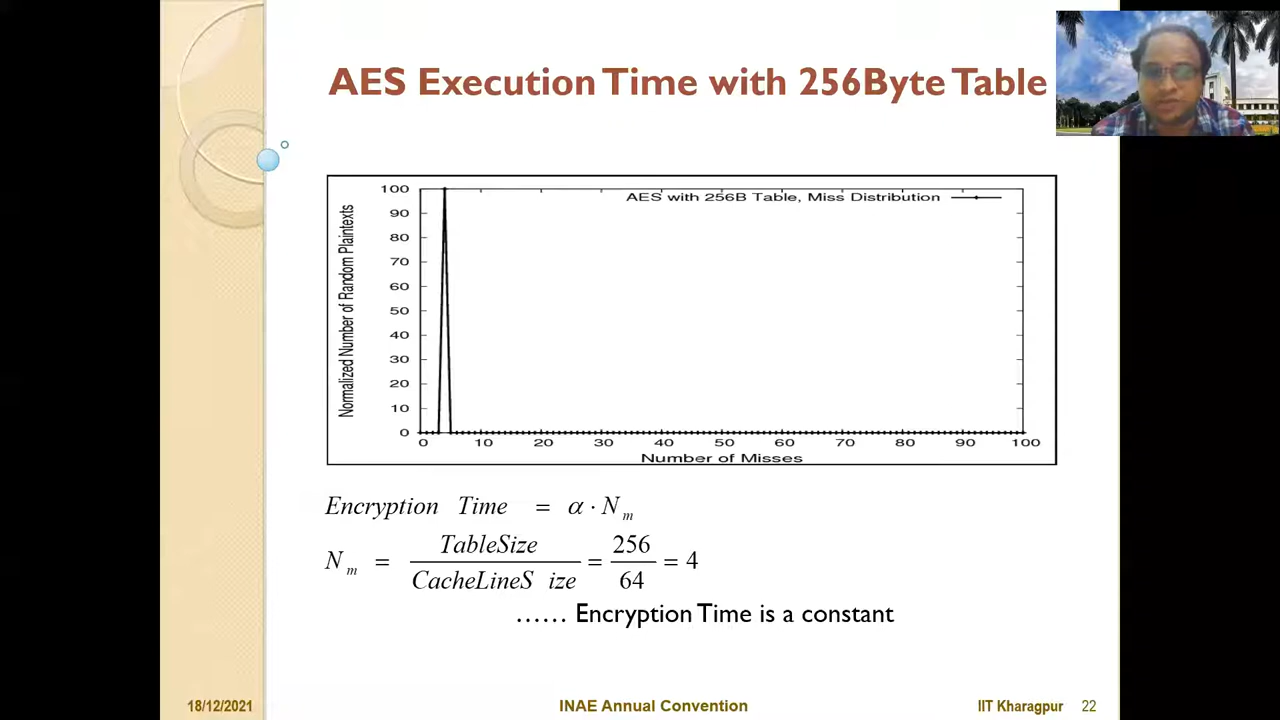 AES Execution Time with 256Byte Table
AES with 256B Table, Miss Distribution
Normalized Number of Random Plaintexts
100
90
80
70
60
50
40
30
20
10
0
0 10 20 30 40 50 60 70 80 90 100
Number of Misses
Encryption Time = α · N m
N m = TableSize / CacheLineS ize = 256 / 64 = 4
…… Encryption Time is a constant
18/12/2021 INAE Annual Convention IIT Kharagpur 22